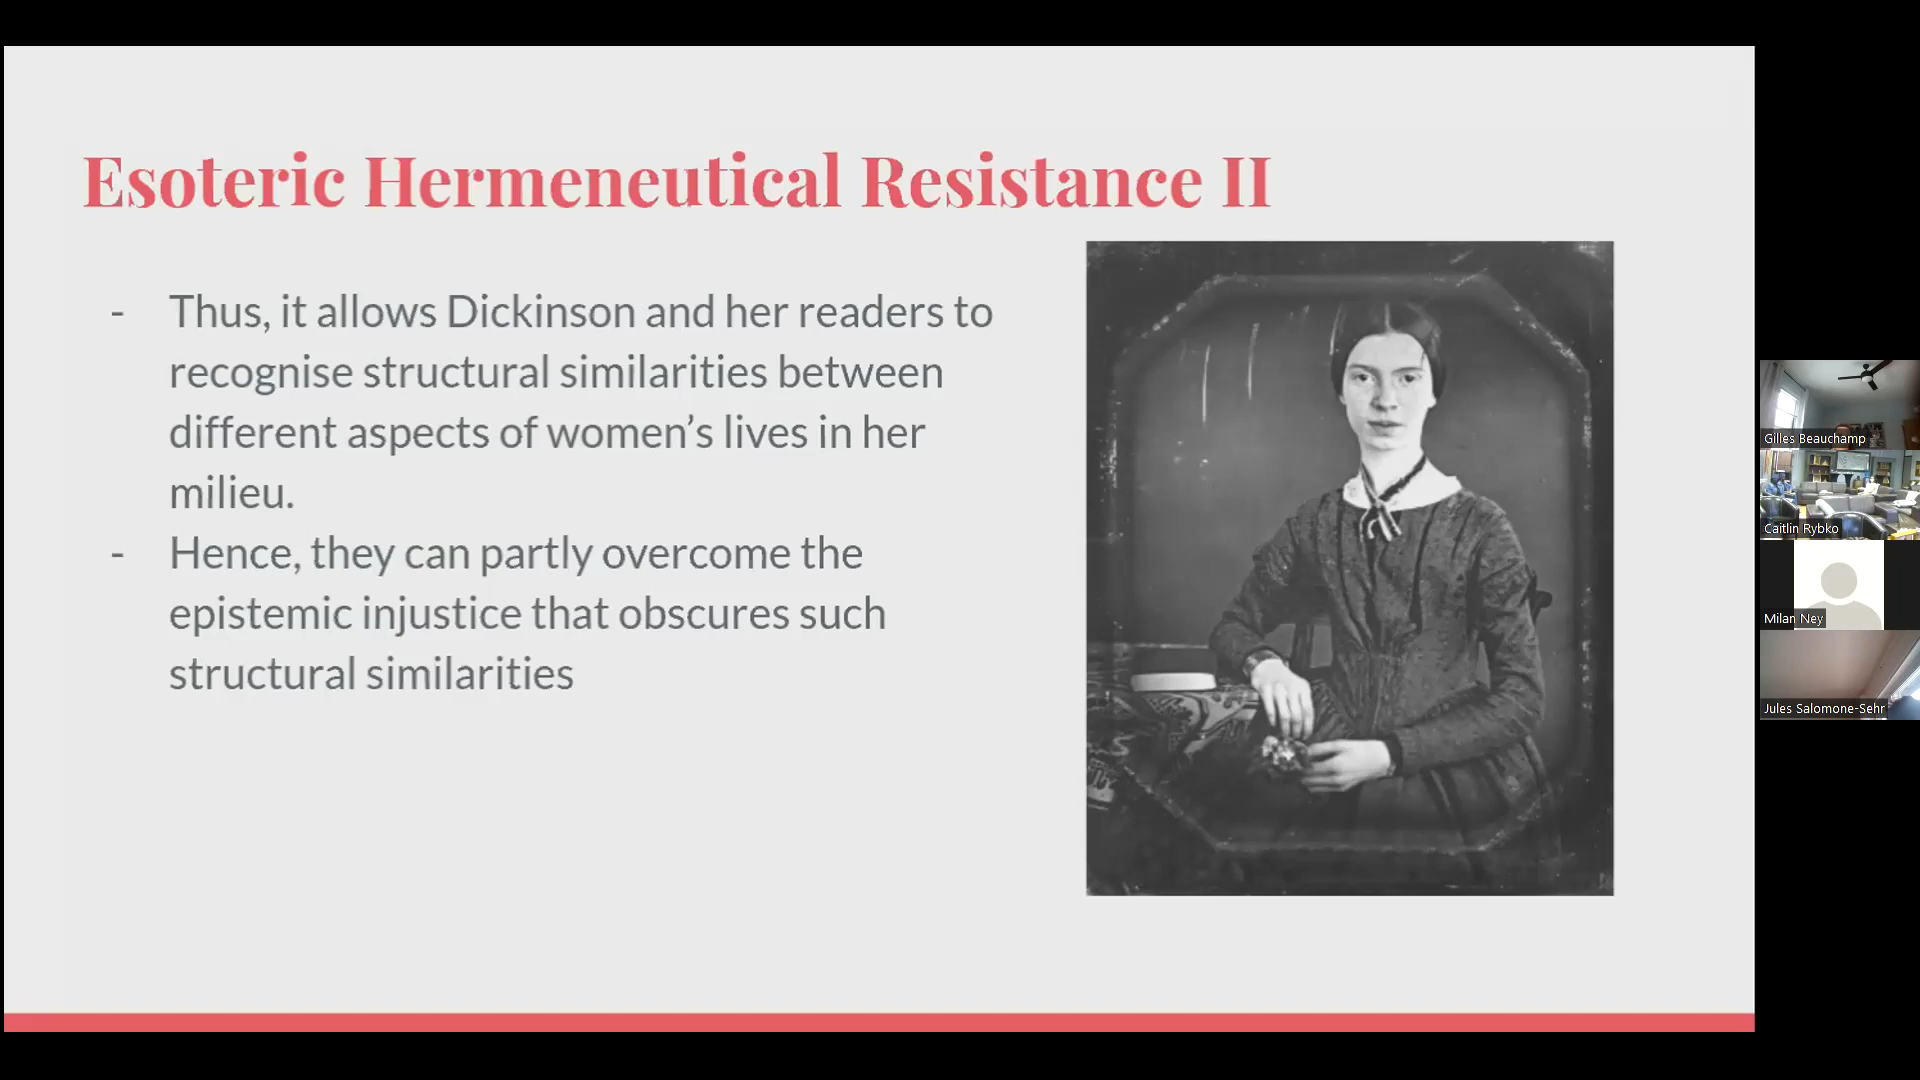 Esoteric Hermeneutical Resistance II
- Thus, it allows Dickinson and her readers to
recognise structural similarities between
different aspects of women's lives in her
milieu.
- Hence, they can partly overcome the
epistemic injustice that obscures such
structural similarities
Gilles Beauchamp
Caitlin Rybko
Milan Ney
Jules Salomone-Sehr